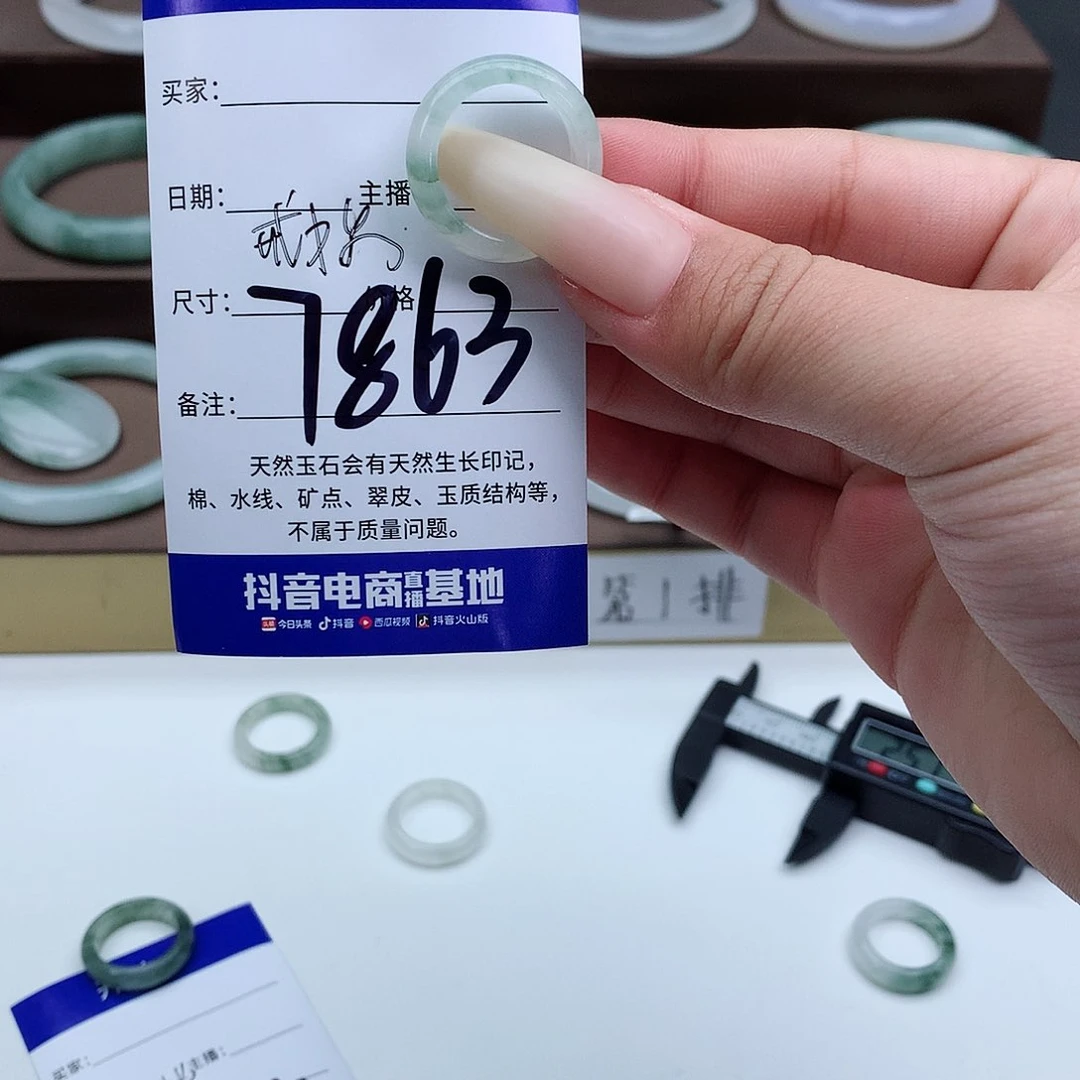 买家：
日期： 主播
尺寸： 价格
7863
备注：
天然玉石会有天然生长印记，
棉、水线、矿点、翠皮、玉质结构等，
不属于质量问题。
抖音电商直播基地
今日头条 抖音 西瓜视频 抖音火山版
买家： 主播：